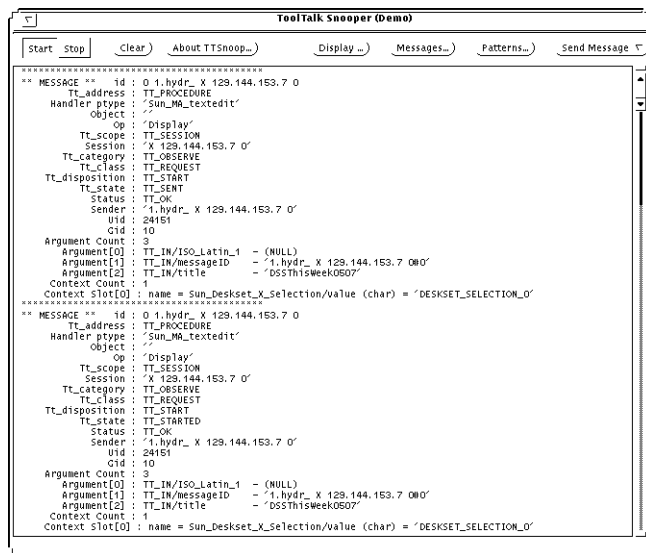 ToolTalk Snooper (Demo)
Start Stop Clear About TTSnoop... Display ... Messages... Patterns... Send Message
******************************************
** MESSAGE ** id : 0 1.hydr_ X 129.144.153.7 0
Tt_address : TT_PROCEDURE
Handler ptype : ′Sun_MA_textedit′
Object : ′′
Op : ′Display′
Tt_scope : TT_SESSION
Session : ′X 129.144.153.7 0′
Tt_category : TT_OBSERVE
Tt_class : TT_REQUEST
Tt_disposition : TT_START
Tt_state : TT_SENT
Status : TT_OK
Sender : ′1.hydr_ X 129.144.153.7 0′
Uid : 24151
Gid : 10
Argument Count : 3
Argument[0] : TT_IN/ISO_Latin_1 - (NULL)
Argument[1] : TT_IN/messageID - ′1.hydr_ X 129.144.153.7 0@0′
Argument[2] : TT_IN/title - ′DSSThisWeek0507′
Context Count : 1
Context Slot[0] : name = Sun_Deskset_X_Selection/value (char) = ′DESKSET_SELECTION_0′
******************************************
** MESSAGE ** id : 0 1.hydr_ X 129.144.153.7 0
Tt_address : TT_PROCEDURE
Handler ptype : ′Sun_MA_textedit′
Object : ′′
Op : ′Display′
Tt_scope : TT_SESSION
Session : ′X 129.144.153.7 0′
Tt_category : TT_OBSERVE
Tt_class : TT_REQUEST
Tt_disposition : TT_START
Tt_state : TT_STARTED
Status : TT_OK
Sender : ′1.hydr_ X 129.144.153.7 0′
Uid : 24151
Gid : 10
Argument Count : 3
Argument[0] : TT_IN/ISO_Latin_1 - (NULL)
Argument[1] : TT_IN/messageID - ′1.hydr_ X 129.144.153.7 0@0′
Argument[2] : TT_IN/title - ′DSSThisWeek0507′
Context Count : 1
Context Slot[0] : name = Sun_Deskset_X_Selection/value (char) = ′DESKSET_SELECTION_0′